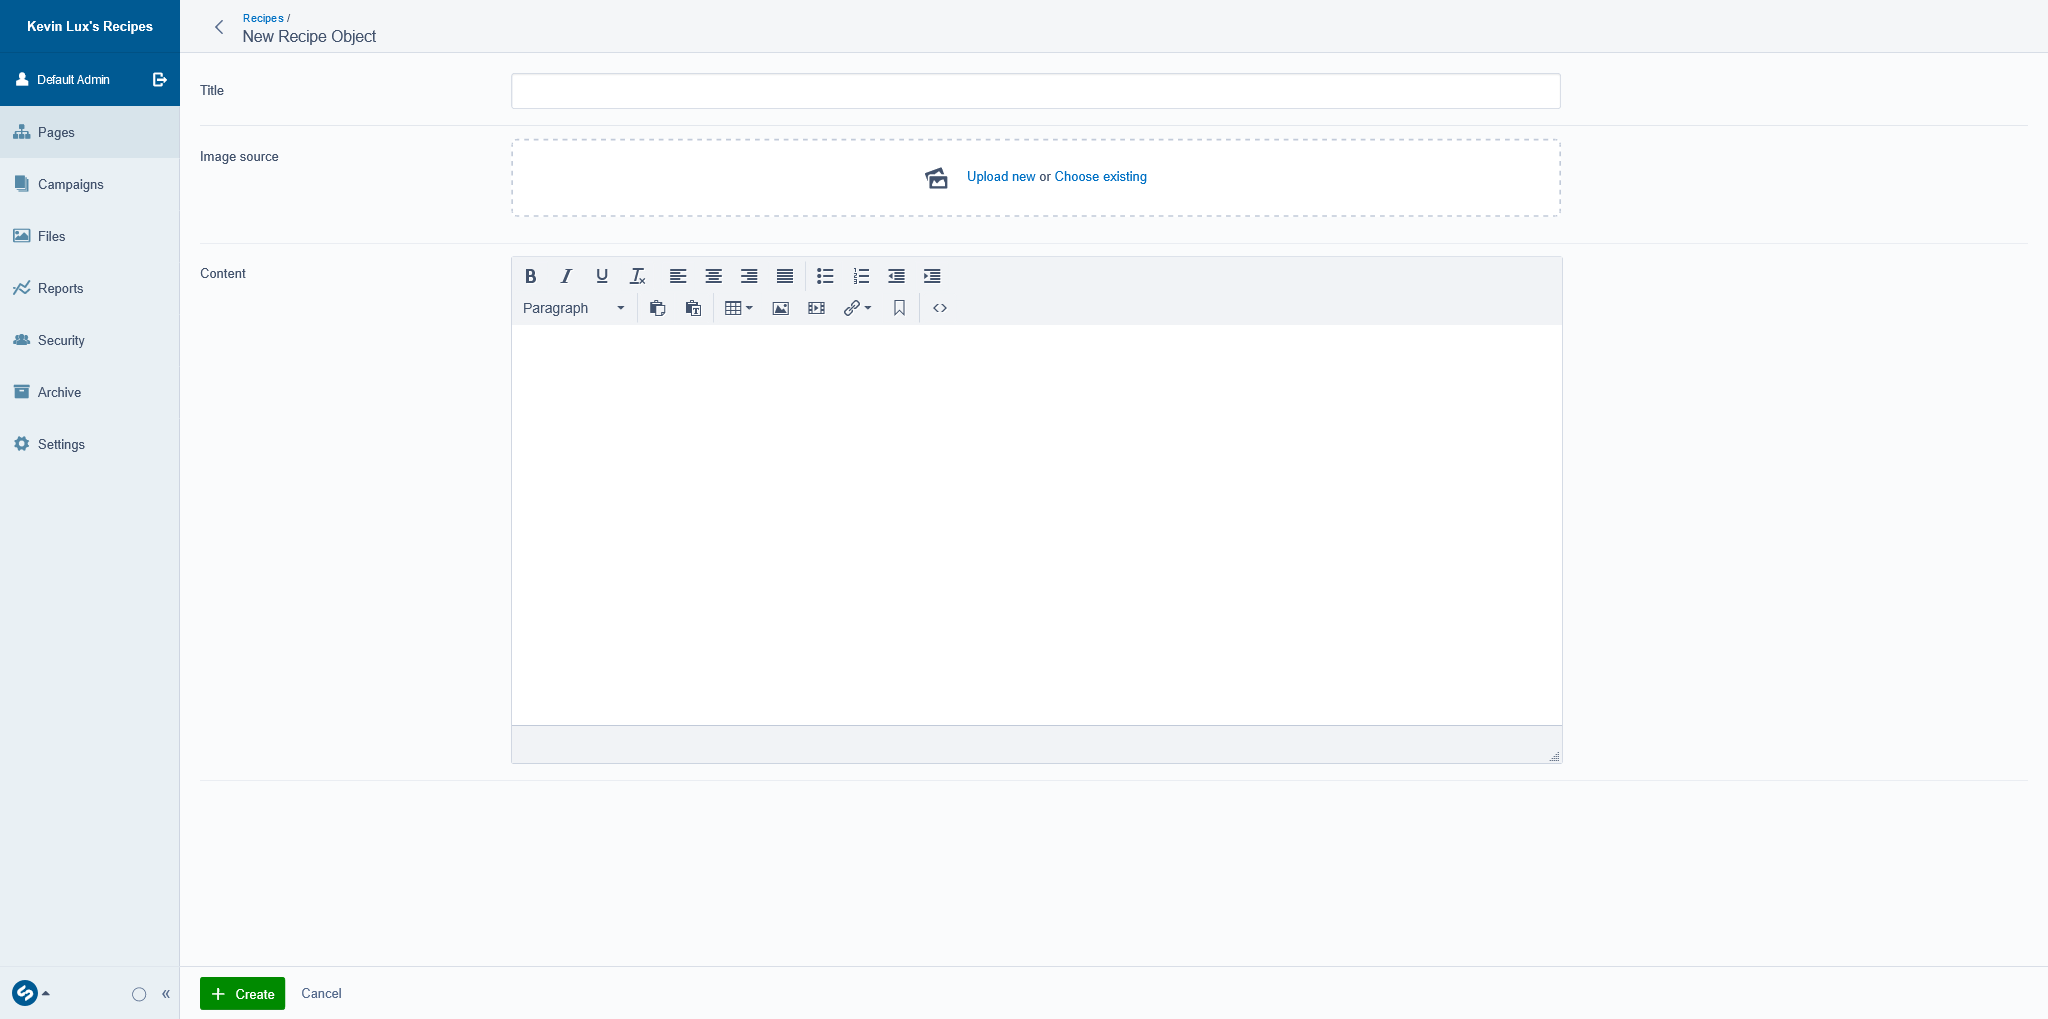 Kevin Lux's Recipes
Default Admin
Pages
Campaigns
Files
Reports
Security
Archive
Settings
Recipes /
New Recipe Object
Title
Image source
Upload new or Choose existing
Content
Paragraph
Create
Cancel